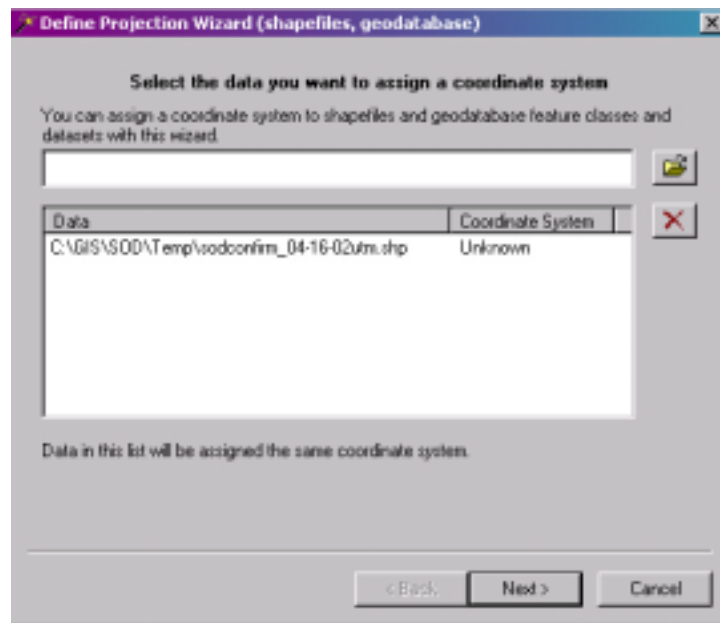 Define Projection Wizard (shapefiles, geodatabase)
Select the data you want to assign a coordinate system
You can assign a coordinate system to shapefiles and geodatabase feature classes and
datasets with this wizard.
Data Coordinate System
C:\GIS\SOD\Temp\sodconfirm_04-16-02utm.shp Unknown
Data in this list will be assigned the same coordinate system.
< Back Next > Cancel